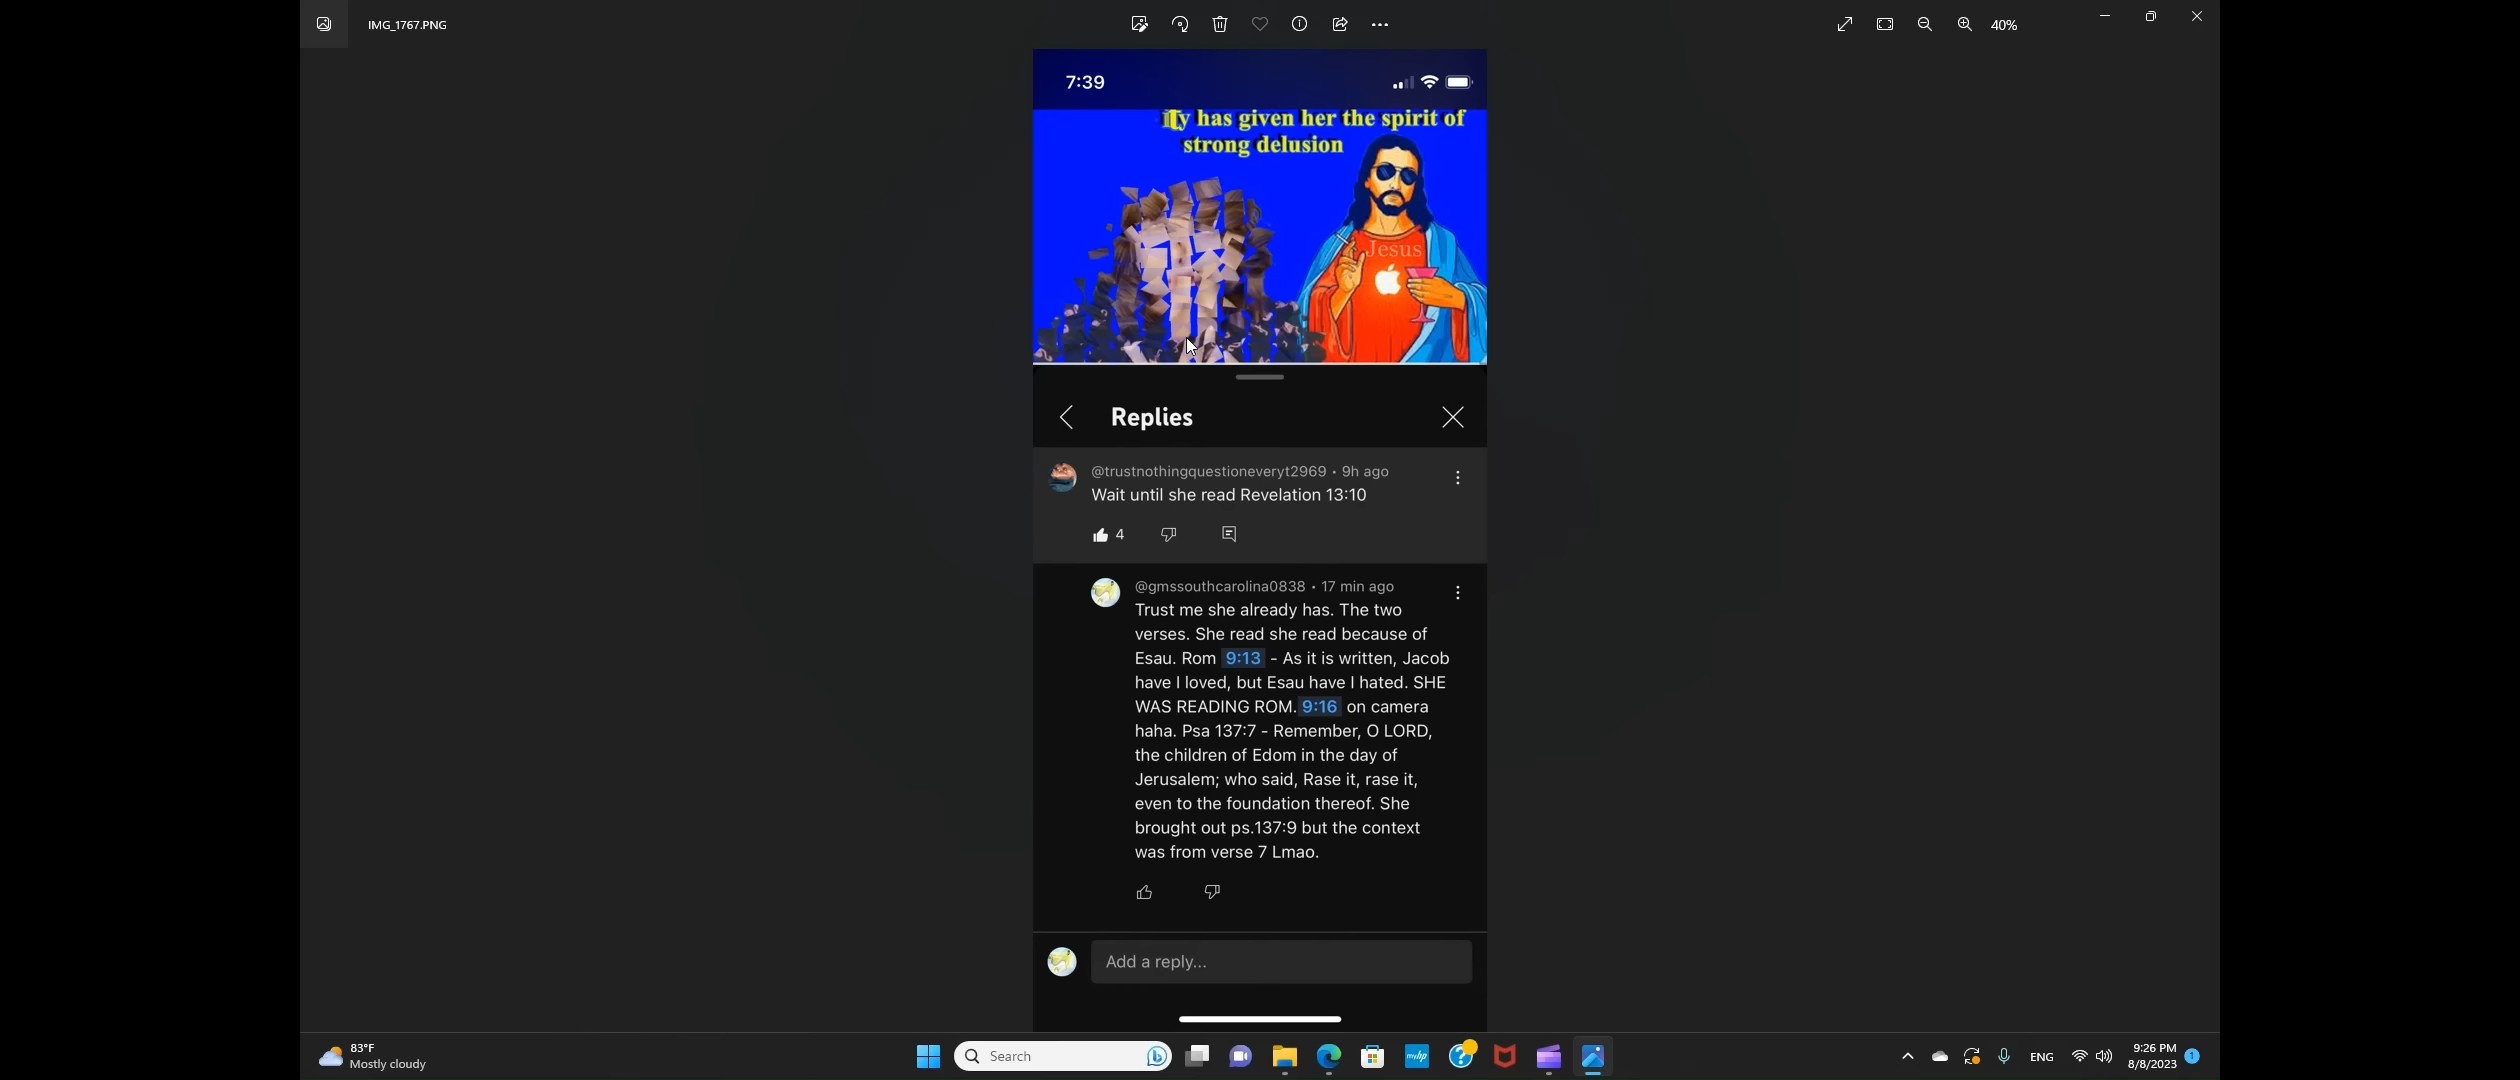 IMG_1767.PNG
40%
7:39
ity has given her the spirit of
strong delusion
Jesus
Replies
@trustnothingquestioneveryt2969 • 9h ago
Wait until she read Revelation 13:10
4
@gmssouthcarolina0838 • 17 min ago
Trust me she already has. The two
verses. She read she read because of
Esau. Rom 9:13 - As it is written, Jacob
have I loved, but Esau have I hated. SHE
WAS READING ROM. 9:16 on camera
haha. Psa 137:7 - Remember, O LORD,
the children of Edom in the day of
Jerusalem; who said, Rase it, rase it,
even to the foundation thereof. She
brought out ps.137:9 but the context
was from verse 7 Lmao.
Add a reply...
83°F
Mostly cloudy
Search
myhp
ENG
9:26 PM
8/8/2023
1